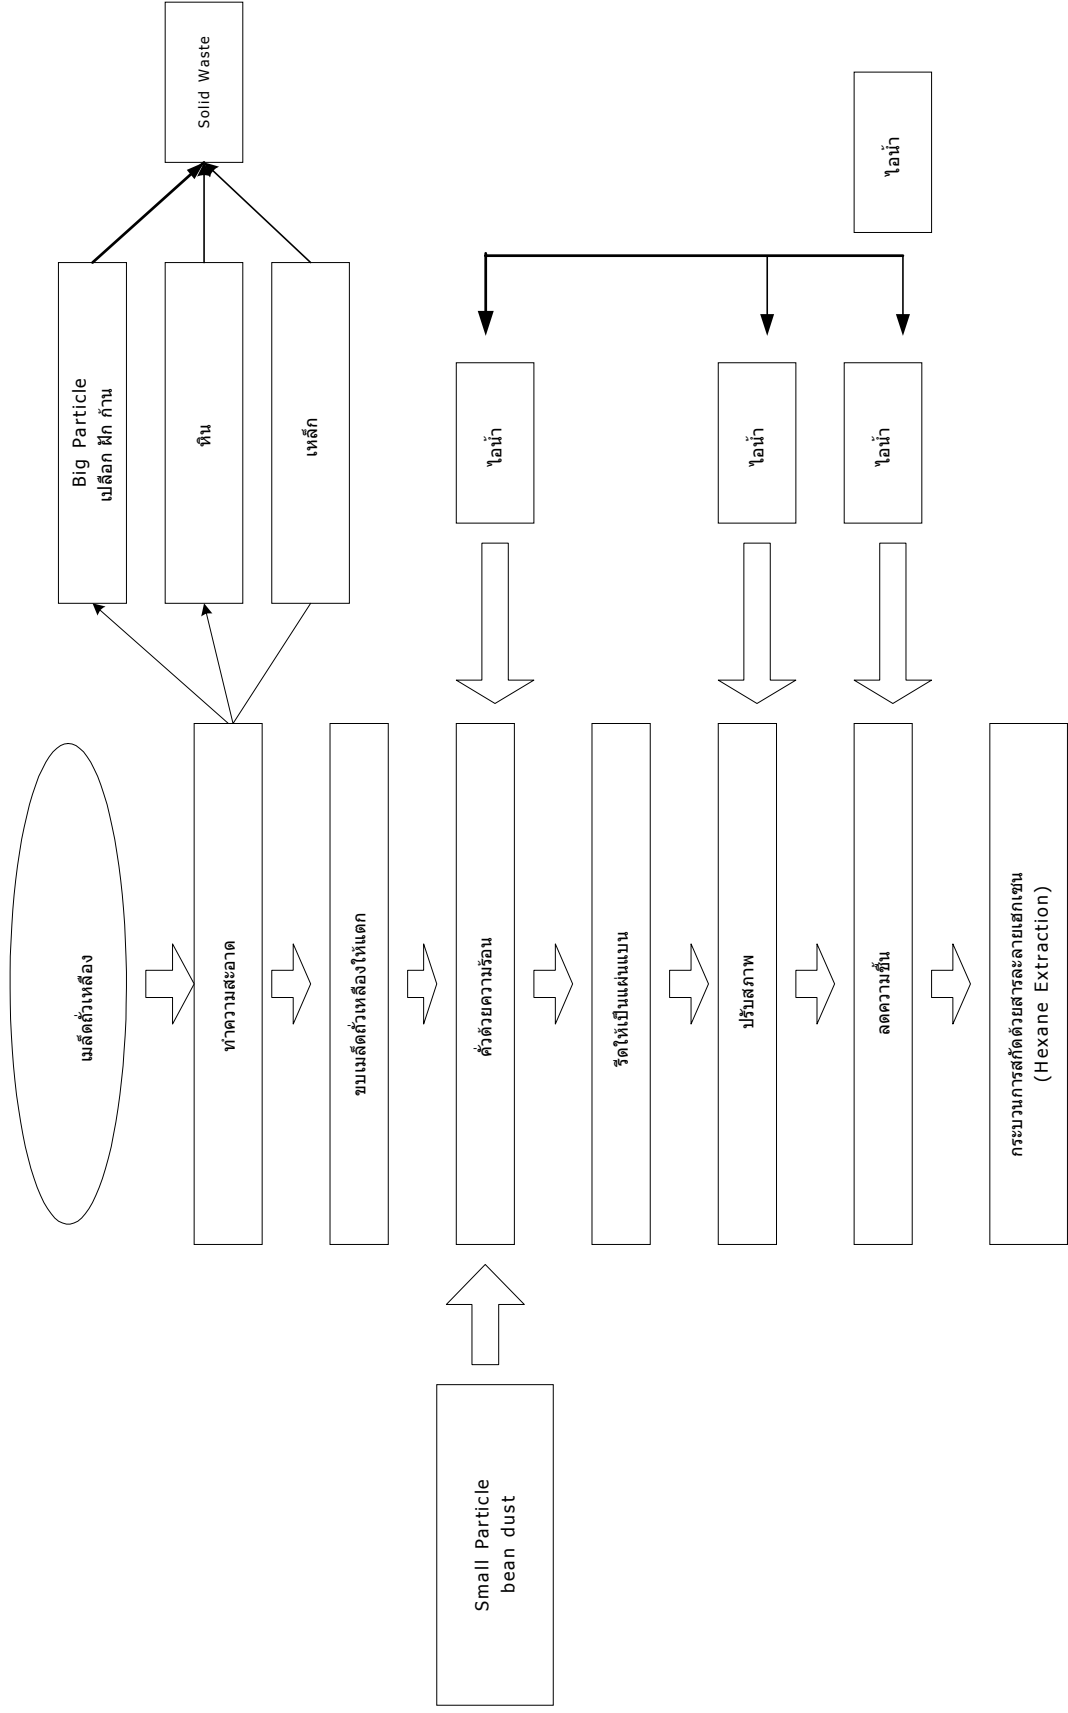 เมล็ดถั่วเหลือง
ทำความสะอาด
Big Particle
เปลือก ฝัก ก้าน
หิน
เหล็ก
Solid Waste
ขบเมล็ดถั่วเหลืองให้แตก
คั่วด้วยความร้อน
ไอน้ำ
Small Particle
bean dust
รีดให้เป็นแผ่นแบน
ปรับสภาพ
ไอน้ำ
ลดความชื้น
ไอน้ำ
ไอน้ำ
กระบวนการสกัดด้วยสารละลายเฮกเซน
(Hexane Extraction)